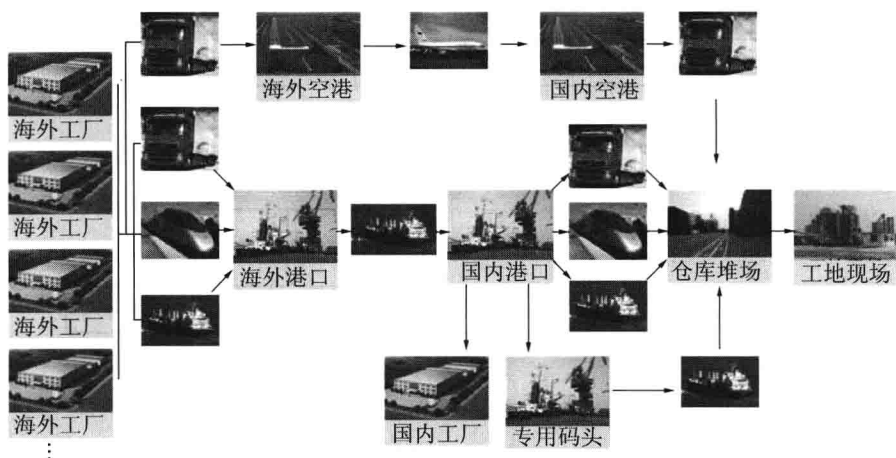 海外空港
国内空港
海外工厂
海外工厂
海外工厂
海外工厂
海外港口
国内港口
仓库堆场
工地现场
国内工厂
专用码头